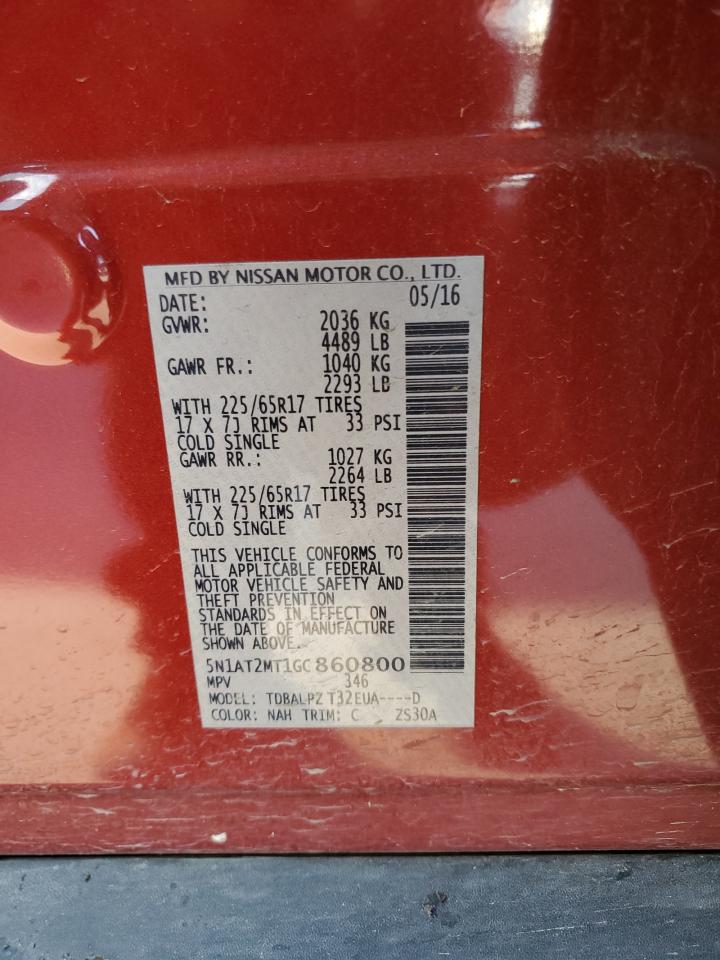 MFD BY NISSAN MOTOR CO., LTD.
DATE: 05/16
GVWR: 2036 KG
4489 LB
GAWR FR.: 1040 KG
2293 LB
WITH 225/65R17 TIRES
17 X 7J RIMS AT 33 PSI
COLD SINGLE
GAWR RR.: 1027 KG
2264 LB
WITH 225/65R17 TIRES
17 X 7J RIMS AT 33 PSI
COLD SINGLE
THIS VEHICLE CONFORMS TO
ALL APPLICABLE FEDERAL
MOTOR VEHICLE SAFETY AND
THEFT PREVENTION
STANDARDS IN EFFECT ON
THE DATE OF MANUFACTURE
SHOWN ABOVE.
5N1AT2MT1GC860800
MPV 346
MODEL: TDBALPZ T32EUA----D
COLOR: NAH TRIM: C ZS30A